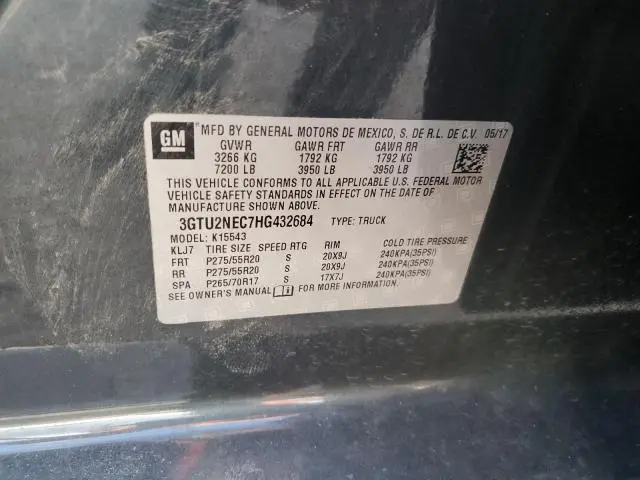 GM MFD BY GENERAL MOTORS DE MEXICO, S. DE R.L. DE C.V. 05/17
GVWR GAWR FRT GAWR RR
3266 KG 1792 KG 1792 KG
7200 LB 3950 LB 3950 LB
THIS VEHICLE CONFORMS TO ALL APPLICABLE U.S. FEDERAL MOTOR
VEHICLE SAFETY STANDARDS IN EFFECT ON THE DATE OF
MANUFACTURE SHOWN ABOVE.
3GTU2NEC7HG432684 TYPE: TRUCK
MODEL: K15543
KLJ7 TIRE SIZE SPEED RTG RIM COLD TIRE PRESSURE
FRT P275/55R20 S 20X9J 240KPA(35PSI)
RR P275/55R20 S 20X9J 240KPA(35PSI)
SPA P265/70R17 S 17X7J 240KPA(35PSI)
SEE OWNER'S MANUAL FOR MORE INFORMATION.